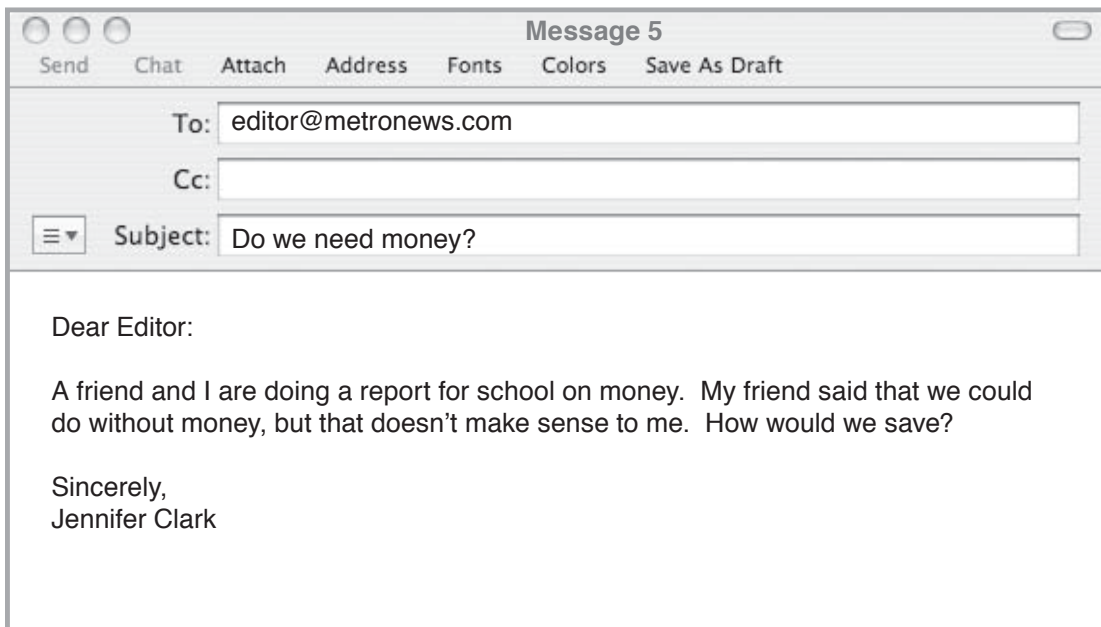 Message 5
Send Chat Attach Address Fonts Colors Save As Draft
To: editor@metronews.com
Cc:
Subject: Do we need money?
Dear Editor:
A friend and I are doing a report for school on money.  My friend said that we could
do without money, but that doesn't make sense to me.  How would we save?
Sincerely,
Jennifer Clark